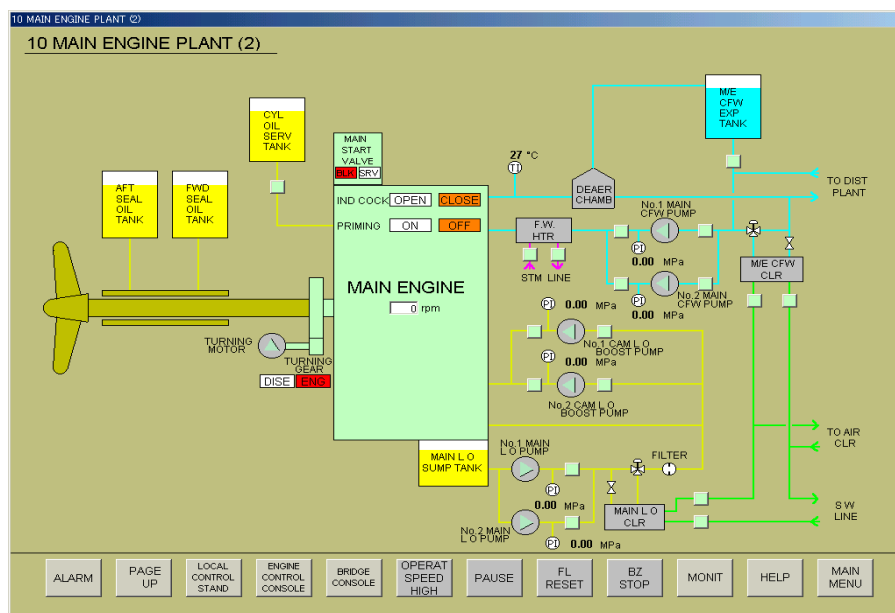 10 MAIN ENGINE PLANT (2)
10 MAIN ENGINE PLANT (2)
CYL
OIL
SERV
TANK
MAIN
START
VALVE
BLK SRV
M/E
CFW
EXP
TANK
27 °C
TI
TO DIST
PLANT
AFT
SEAL
OIL
TANK
FWD
SEAL
OIL
TANK
IND COCK OPEN CLOSE
PRIMING ON OFF
DEAER
CHAMB
No.1 MAIN
CFW PUMP
F.W.
HTR
PI
0.00 MPa
STM LINE
M/E CFW
CLR
PI
0.00 MPa
No.2 MAIN
CFW PUMP
MAIN ENGINE
0 rpm
PI 0.00 MPa
No.1 CAM L O
BOOST PUMP
PI
0.00 MPa
No.2 CAM L O
BOOST PUMP
TURNING
MOTOR
TURNING
GEAR
DISE ENG
TO AIR
CLR
MAIN L O
SUMP TANK
No.1 MAIN
L O PUMP
FILTER
PI
0.00 MPa
MAIN L O
CLR
S W
LINE
No.2 MAIN
L O PUMP
PI 0.00 MPa
ALARM
PAGE
UP
LOCAL
CONTROL
STAND
ENGINE
CONTROL
CONSOLE
BRIDGE
CONSOLE
OPERAT
SPEED
HIGH
PAUSE
FL
RESET
BZ
STOP
MONIT
HELP
MAIN
MENU